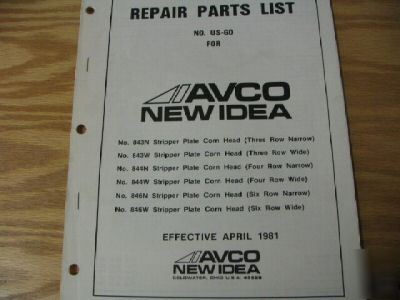 REPAIR PARTS LIST
NO. US-60
FOR
AVCO
NEW IDEA
No. 843N Stripper Plate Corn Head (Three Row Narrow)
No. 843W Stripper Plate Corn Head (Three Row Wide)
No. 844N Stripper Plate Corn Head (Four Row Narrow)
No. 844W Stripper Plate Corn Head (Four Row Wide)
No. 846N Stripper Plate Corn Head (Six Row Narrow)
No. 846W Stripper Plate Corn Head (Six Row Wide)
EFFECTIVE APRIL 1981
AVCO
NEW IDEA
COLDWATER, OHIO U.S.A. 45828